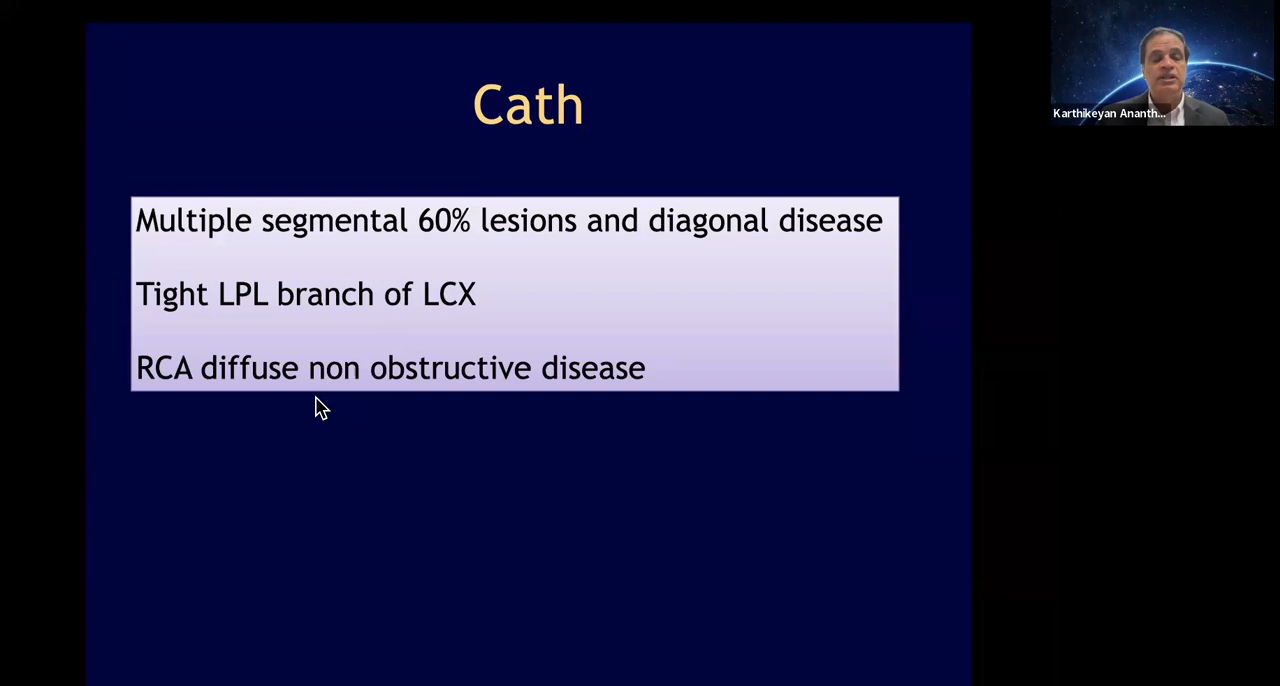 Cath
Multiple segmental 60% lesions and diagonal disease
Tight LPL branch of LCX
RCA diffuse non obstructive disease
Karthikeyan Ananth...